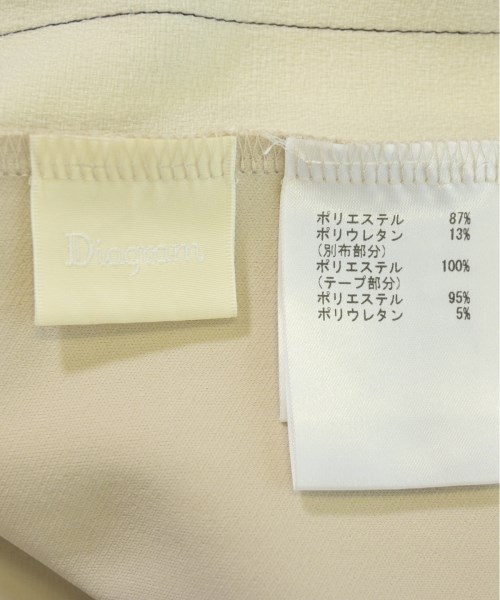 Diagram
ポリエステル 87%
ポリウレタン 13%
(別布部分)
ポリエステル 100%
(テープ部分)
ポリエステル 95%
ポリウレタン 5%